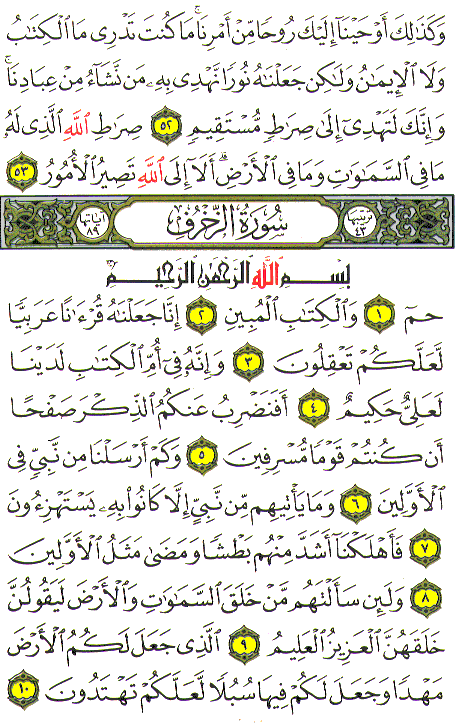 وَكَذَٰلِكَ أَوْحَيْنَآ إِلَيْكَ رُوحًا مِّنْ أَمْرِنَا ۚ مَا كُنتَ تَدْرِى مَا ٱلْكِتَٰبُ
وَلَا ٱلْإِيمَٰنُ وَلَٰكِن جَعَلْنَٰهُ نُورًا نَّهْدِى بِهِۦ مَن نَّشَآءُ مِنْ عِبَادِنَا ۚ
وَإِنَّكَ لَتَهْدِىٓ إِلَىٰ صِرَٰطٍ مُّسْتَقِيمٍ ٥٢ صِرَٰطِ ٱللَّهِ ٱلَّذِى لَهُۥ
مَا فِى ٱلسَّمَٰوَٰتِ وَمَا فِى ٱلْأَرْضِ ۗ أَلَآ إِلَى ٱللَّهِ تَصِيرُ ٱلْأُمُورُ ٥٣
ترتيبها ٤٣ سُورَةُ الزُّخْرُفِ آياتها ٨٩
بِسْمِ ٱللَّهِ ٱلرَّحْمَٰنِ ٱلرَّحِيمِ
حمٓ ١ وَٱلْكِتَٰبِ ٱلْمُبِينِ ٢ إِنَّا جَعَلْنَٰهُ قُرْءَٰنًا عَرَبِيًّا
لَّعَلَّكُمْ تَعْقِلُونَ ٣ وَإِنَّهُۥ فِىٓ أُمِّ ٱلْكِتَٰبِ لَدَيْنَا
لَعَلِىٌّ حَكِيمٌ ٤ أَفَنَضْرِبُ عَنكُمُ ٱلذِّكْرَ صَفْحًا
أَن كُنتُمْ قَوْمًا مُّسْرِفِينَ ٥ وَكَمْ أَرْسَلْنَا مِن نَّبِىٍّ فِى
ٱلْأَوَّلِينَ ٦ وَمَا يَأْتِيهِم مِّن نَّبِىٍّ إِلَّا كَانُوا۟ بِهِۦ يَسْتَهْزِءُونَ
٧ فَأَهْلَكْنَآ أَشَدَّ مِنْهُم بَطْشًا وَمَضَىٰ مَثَلُ ٱلْأَوَّلِينَ
٨ وَلَئِن سَأَلْتَهُم مَّنْ خَلَقَ ٱلسَّمَٰوَٰتِ وَٱلْأَرْضَ لَيَقُولُنَّ
خَلَقَهُنَّ ٱلْعَزِيزُ ٱلْعَلِيمُ ٩ ٱلَّذِى جَعَلَ لَكُمُ ٱلْأَرْضَ
مَهْدًا وَجَعَلَ لَكُمْ فِيهَا سُبُلًا لَّعَلَّكُمْ تَهْتَدُونَ ١٠